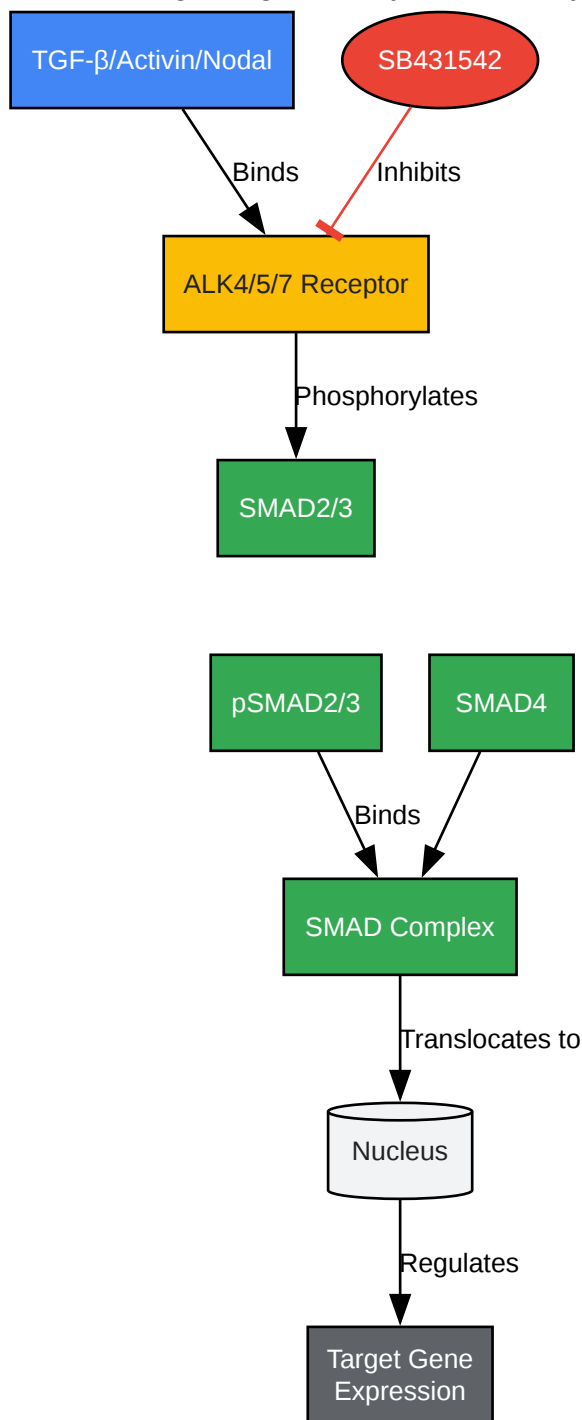 TGF-β/Activin/Nodal
SB431542
Binds
Inhibits
ALK4/5/7 Receptor
Phosphorylates
SMAD2/3
pSMAD2/3
SMAD4
Binds
SMAD Complex
Translocates to
Nucleus
Regulates
Target Gene
Expression